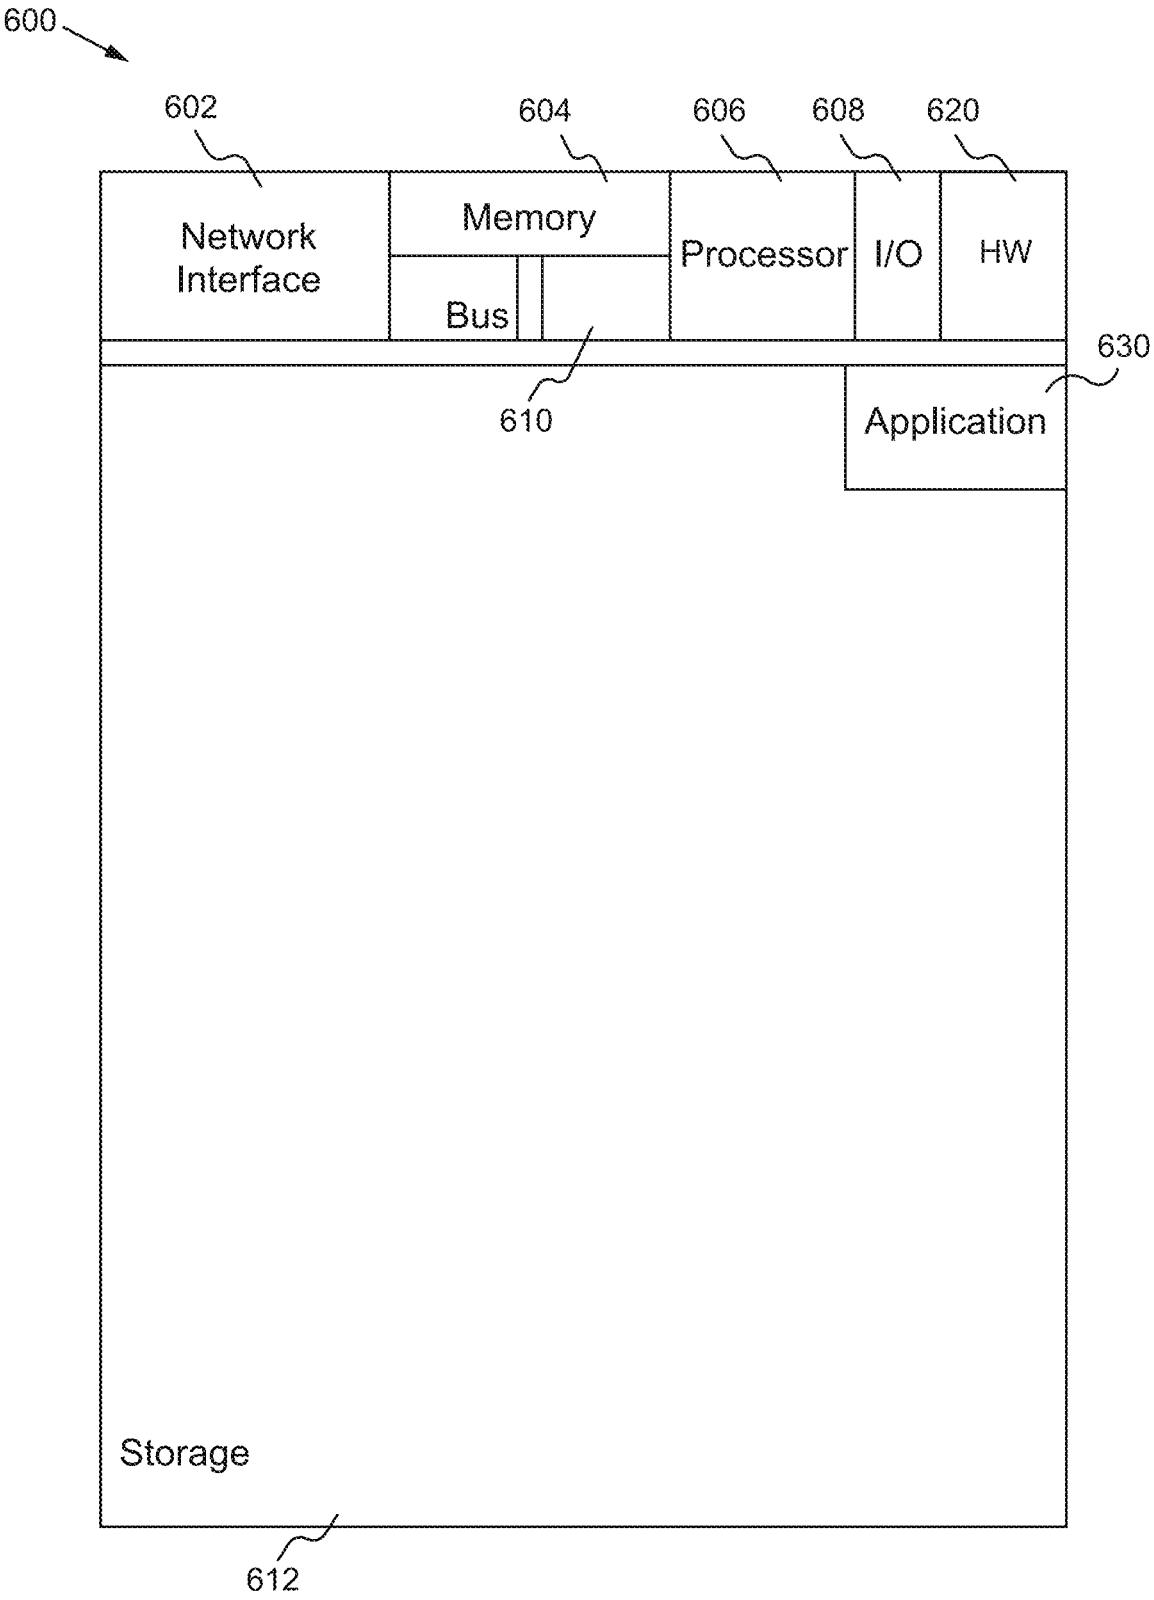 600
602
604
606
608
620
Network
Interface
Memory
Processor
I/O
HW
Bus
630
610
Application
Storage
612